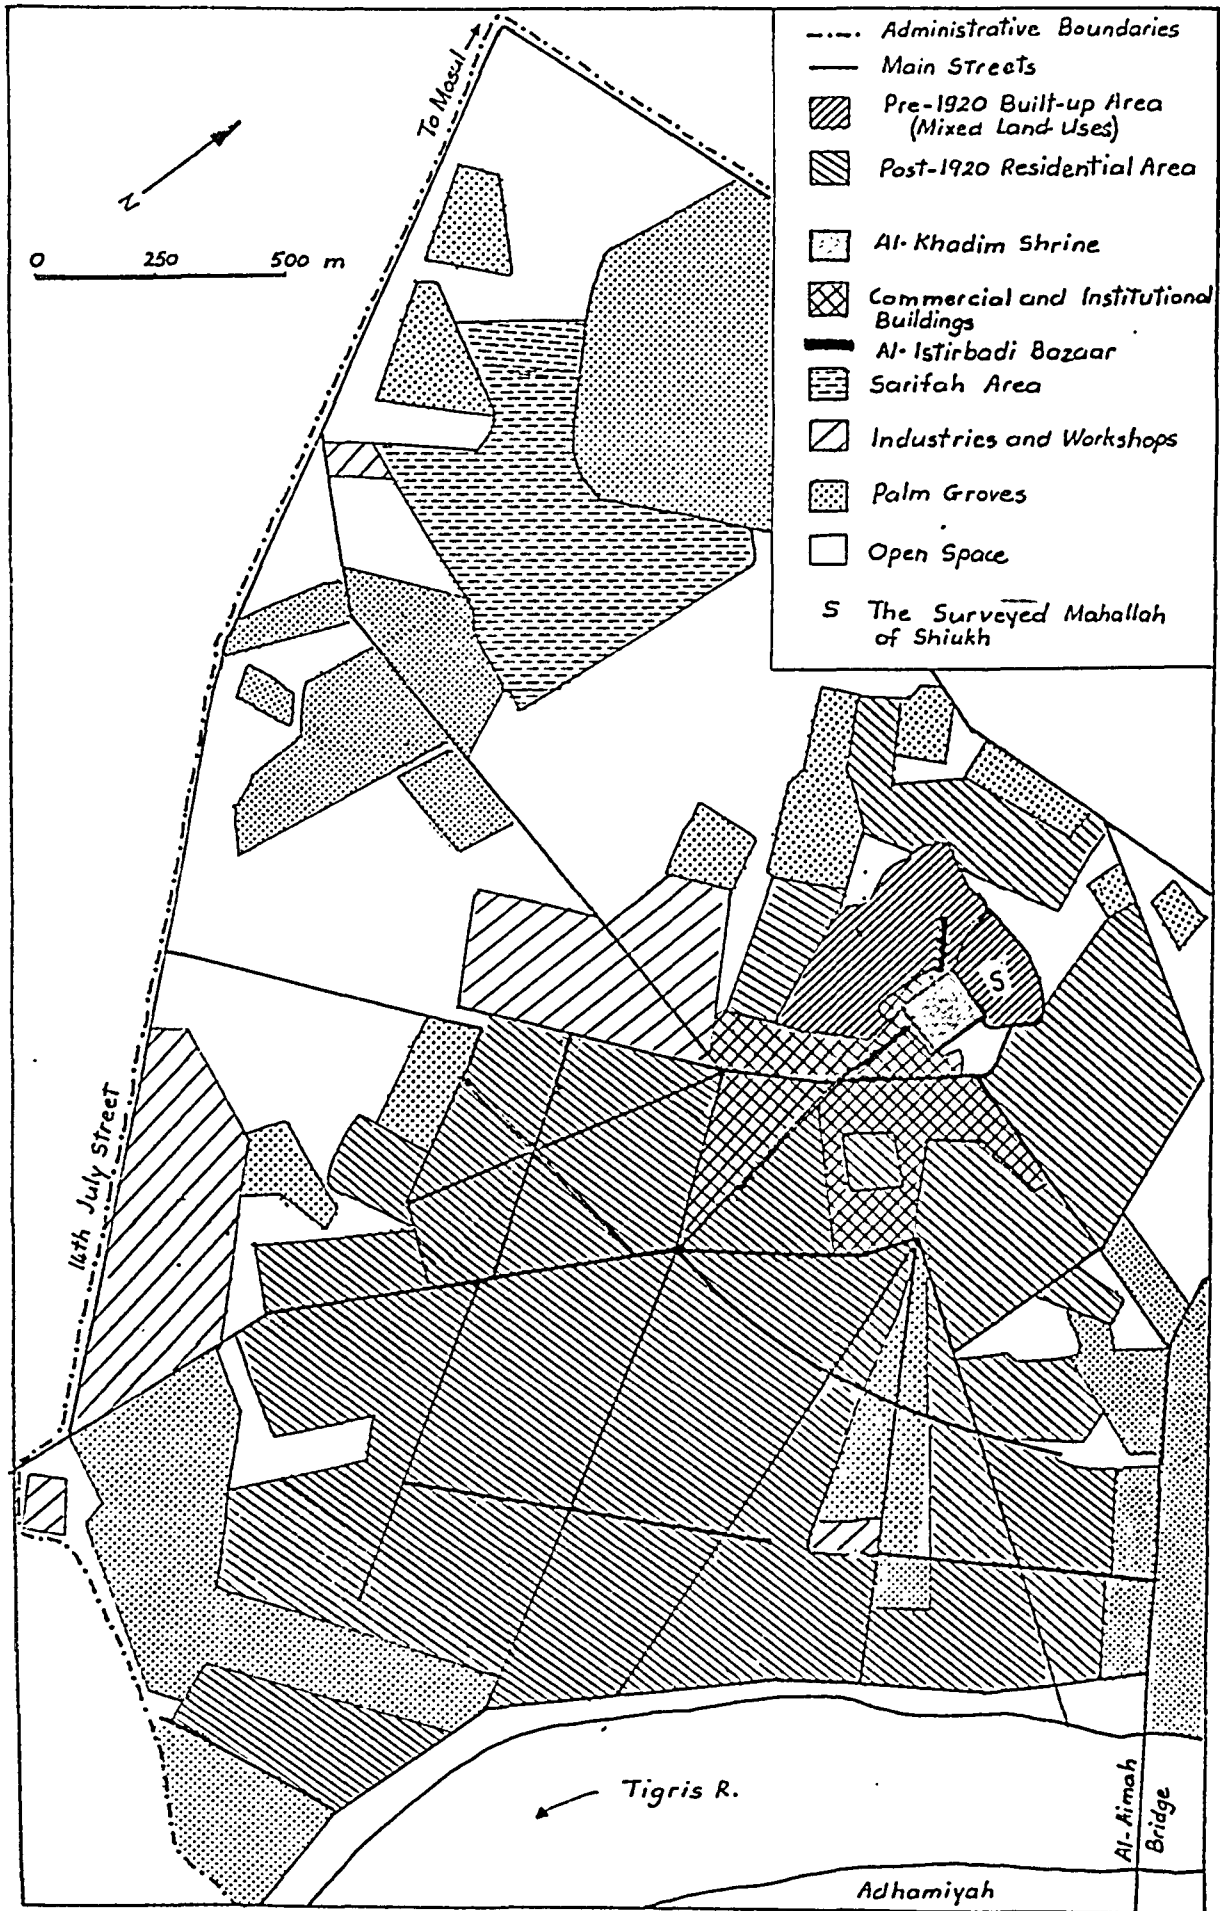 Administrative Boundaries
Main Streets
Pre-1920 Built-up Area
(Mixed Land Uses)
Post-1920 Residential Area
Al-Khadim Shrine
Commercial and Institutional
Buildings
Al-Istirbadi Bazaar
Sarifah Area
Industries and Workshops
Palm Groves
Open Space
S The Surveyed Mahallah
of Shiukh
To Mosul
N
0 250 500 m
S
14th July Street
Tigris R.
Al-Aimah
Bridge
Adhamiyah